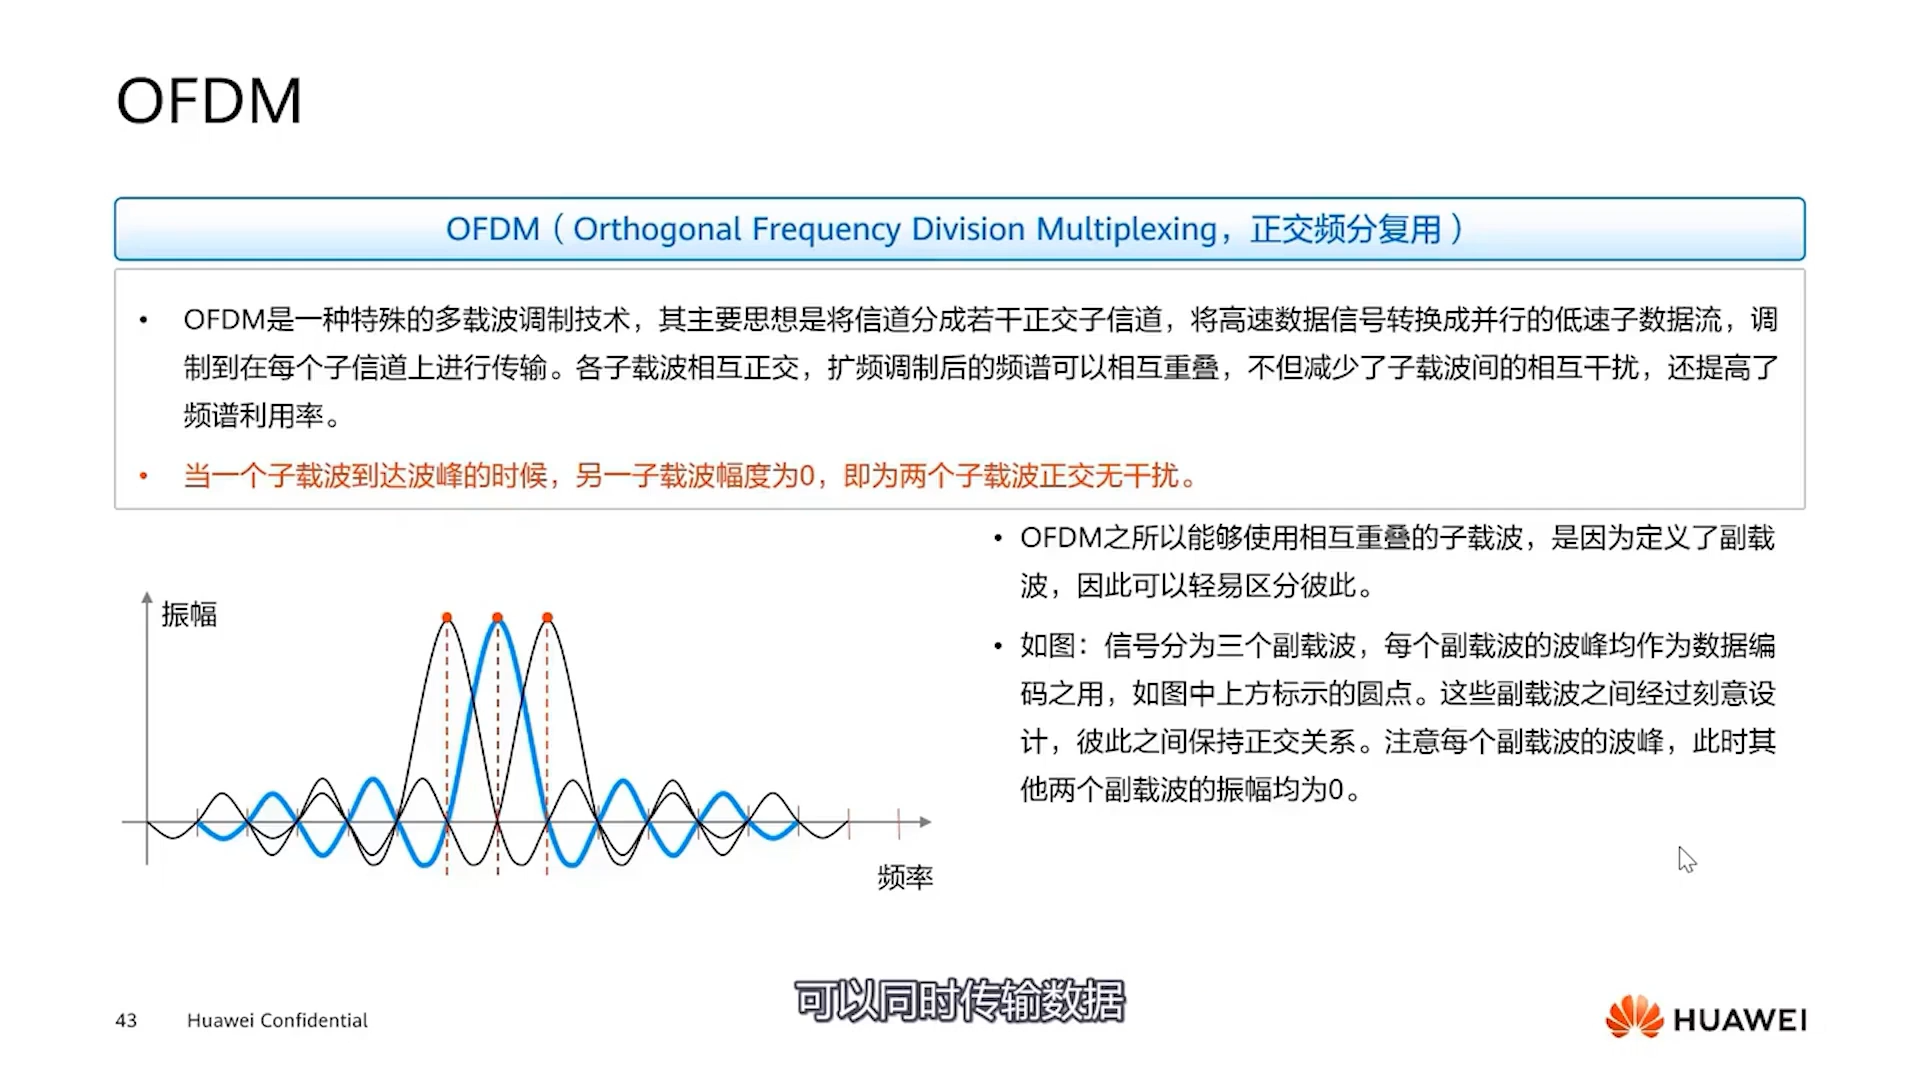 OFDM
OFDM（Orthogonal Frequency Division Multiplexing，正交频分复用）
• OFDM是一种特殊的多载波调制技术，其主要思想是将信道分成若干正交子信道，将高速数据信号转换成并行的低速子数据流，调
制到在每个子信道上进行传输。各子载波相互正交，扩频调制后的频谱可以相互重叠，不但减少了子载波间的相互干扰，还提高了
频谱利用率。
• 当一个子载波到达波峰的时候，另一子载波幅度为0，即为两个子载波正交无干扰。
振幅
频率
• OFDM之所以能够使用相互重叠的子载波，是因为定义了副载
波，因此可以轻易区分彼此。
• 如图：信号分为三个副载波，每个副载波的波峰均作为数据编
码之用，如图中上方标示的圆点。这些副载波之间经过刻意设
计，彼此之间保持正交关系。注意每个副载波的波峰，此时其
他两个副载波的振幅均为0。
可以同时传输数据
43 Huawei Confidential
HUAWEI